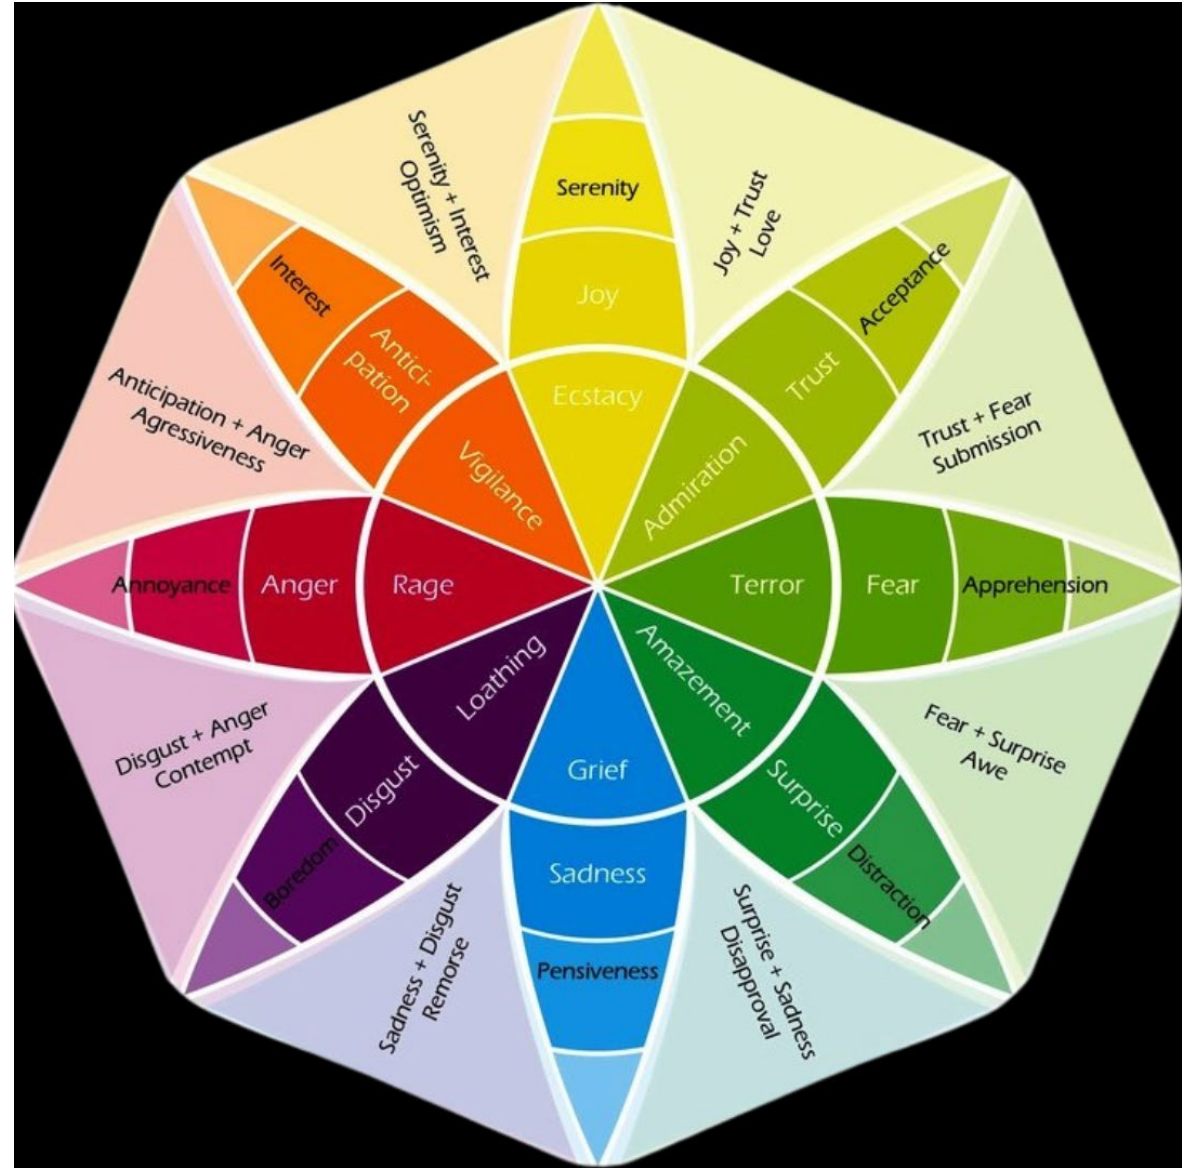 Serenity + Interest
Optimism
Serenity
Joy + Trust
Love
Joy
Interest
Antici-
pation
Acceptance
Trust
Ecstacy
Vigilance
Admiration
Anticipation + Anger
Agressiveness
Trust + Fear
Submission
Annoyance
Anger
Rage
Terror
Fear
Apprehension
Loathing
Amazement
Disgust + Anger
Contempt
Fear + Surprise
Awe
Grief
Disgust
Surprise
Boredom
Sadness
Distraction
Pensiveness
Sadness + Disgust
Remorse
Surprise + Sadness
Disapproval